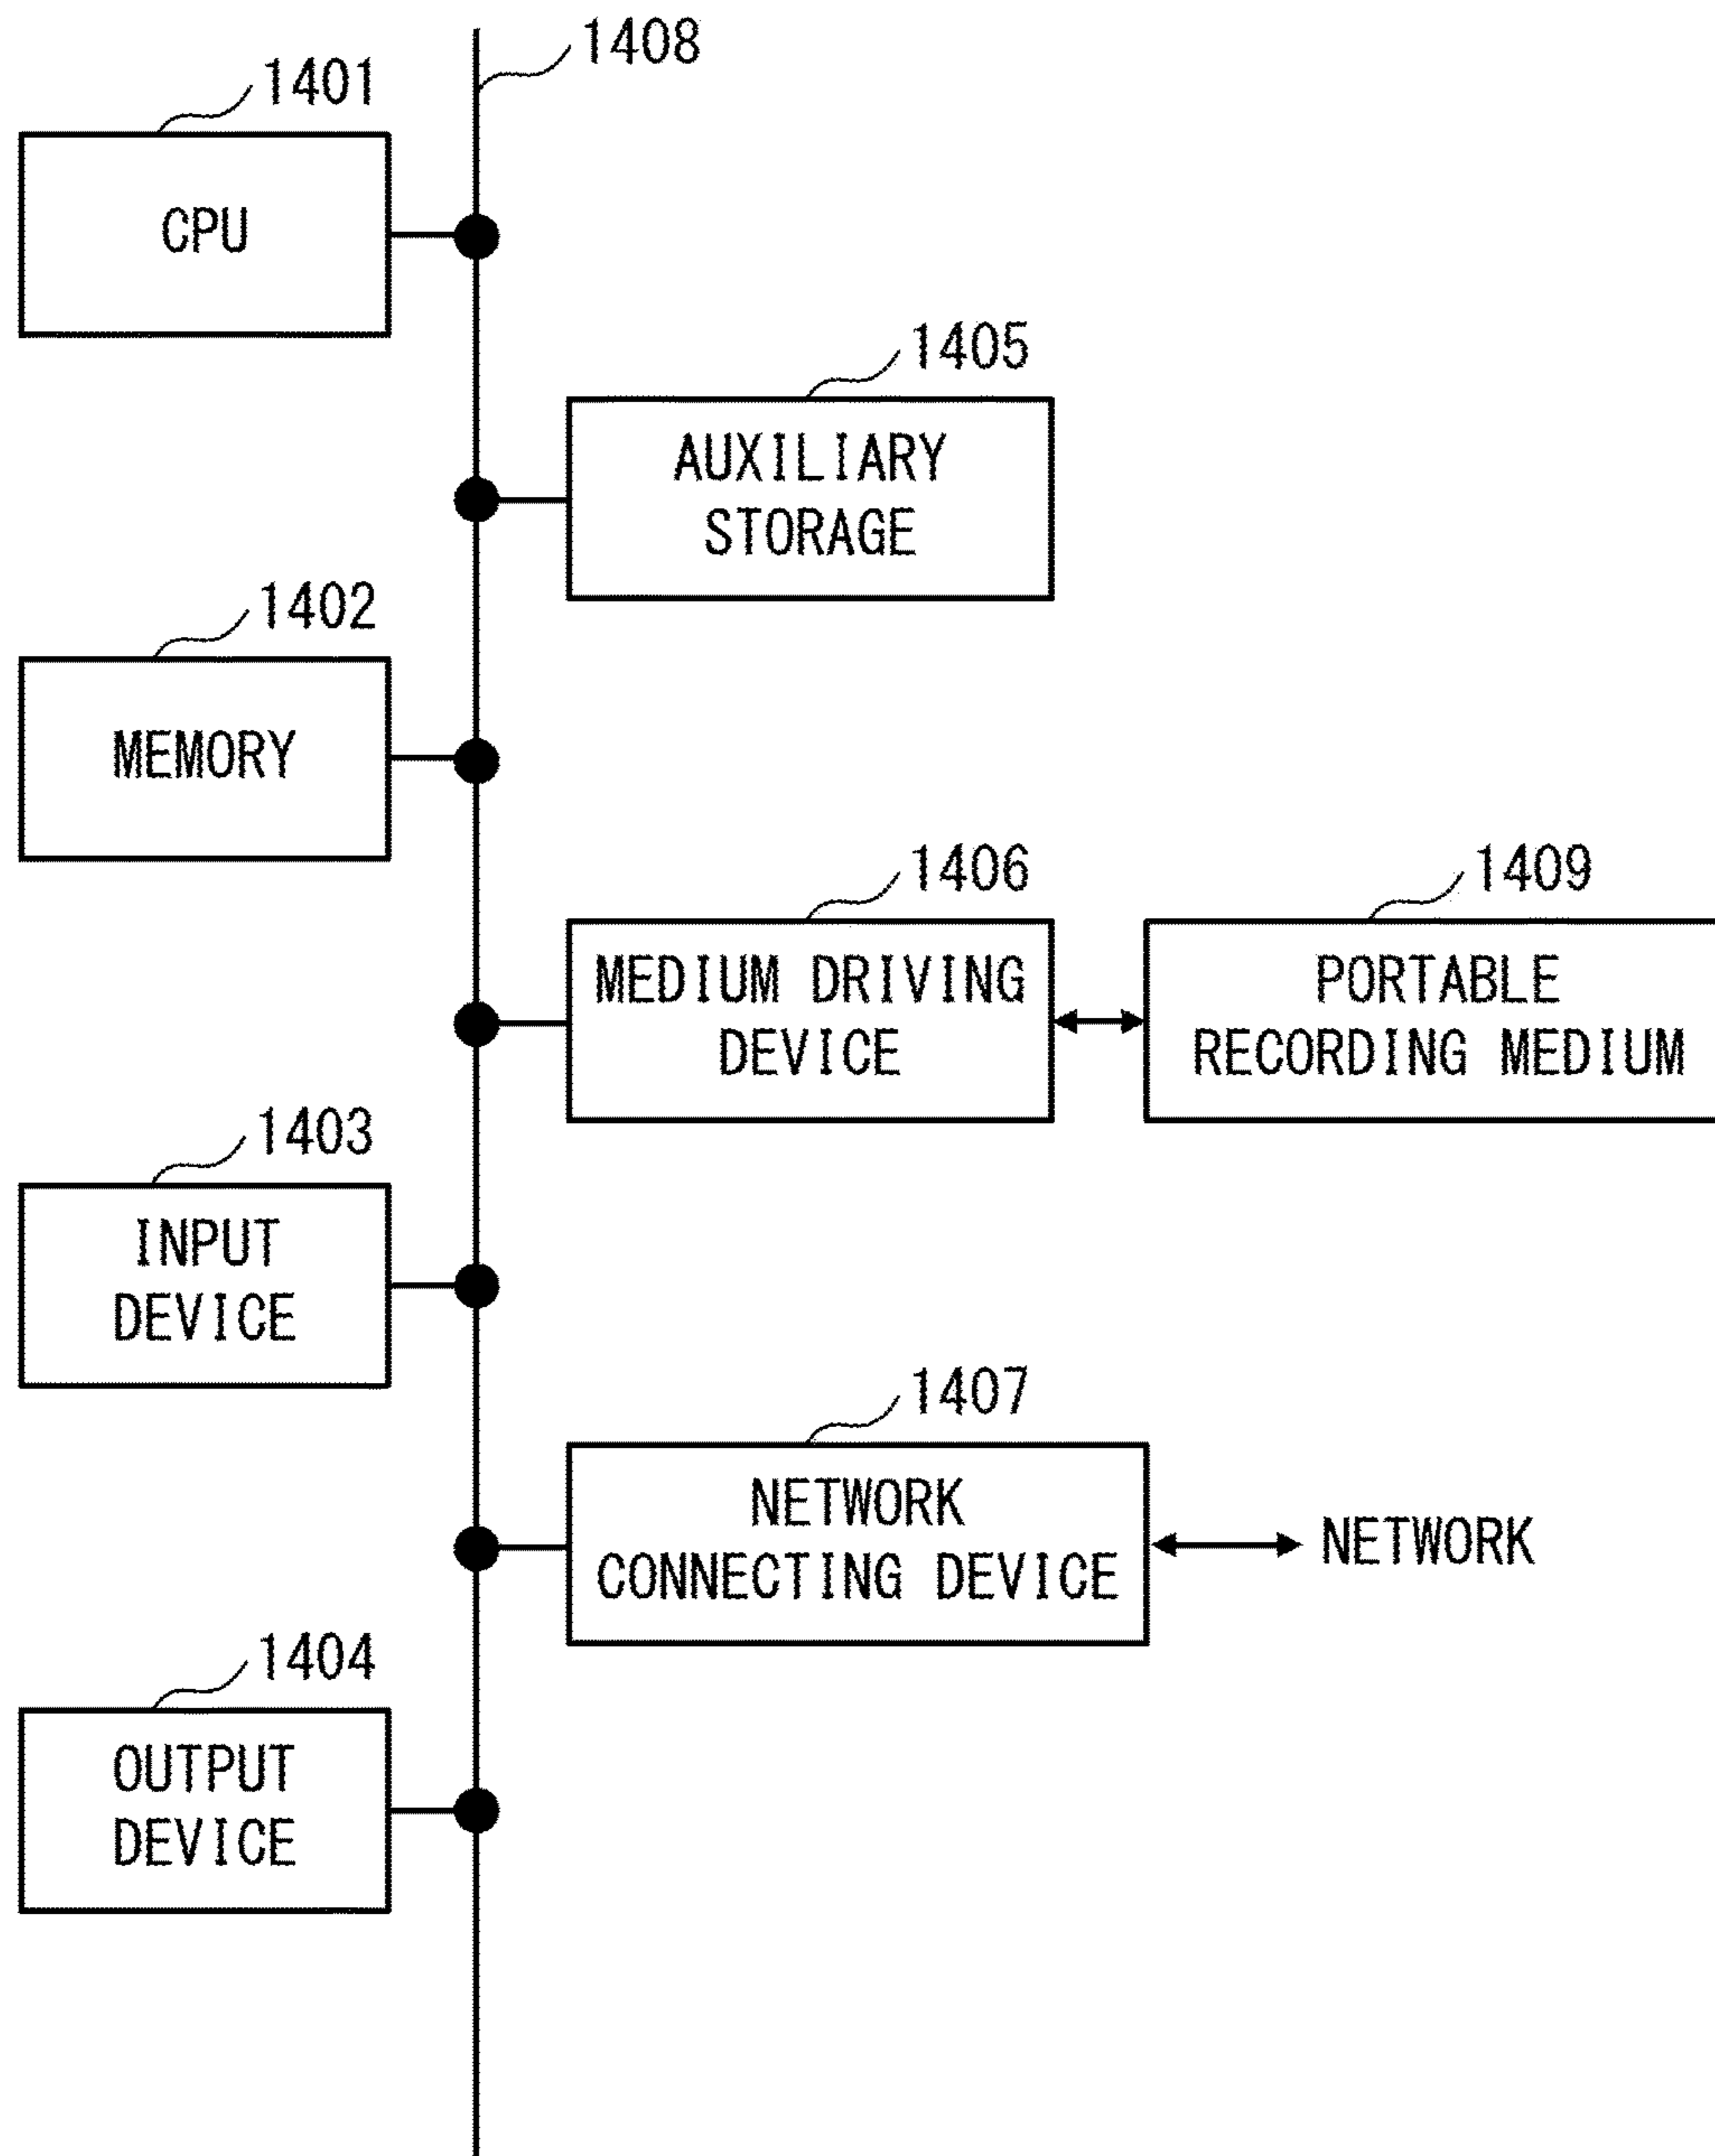 1408
1401
CPU
1405
AUXILIARY
STORAGE
1402
MEMORY
1406
MEDIUM DRIVING
DEVICE
1409
PORTABLE
RECORDING MEDIUM
1403
INPUT
DEVICE
1407
NETWORK
CONNECTING DEVICE
NETWORK
1404
OUTPUT
DEVICE